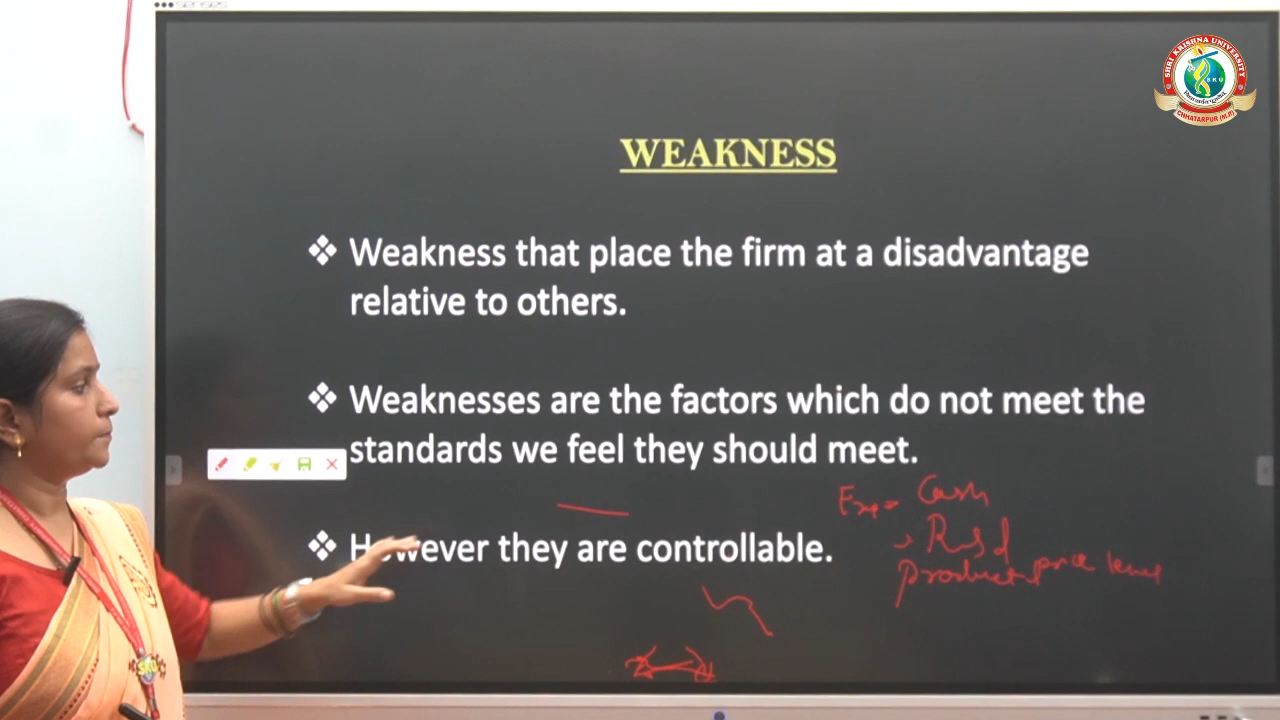 SHRI KRISHNA UNIVERSITY
SKU
CHHATARPUR (M.P.)
WEAKNESS
❖ Weakness that place the firm at a disadvantage
relative to others.
❖ Weaknesses are the factors which do not meet the
standards we feel they should meet.
Cash
❖ However they are controllable.
R&d
product price level
SKU